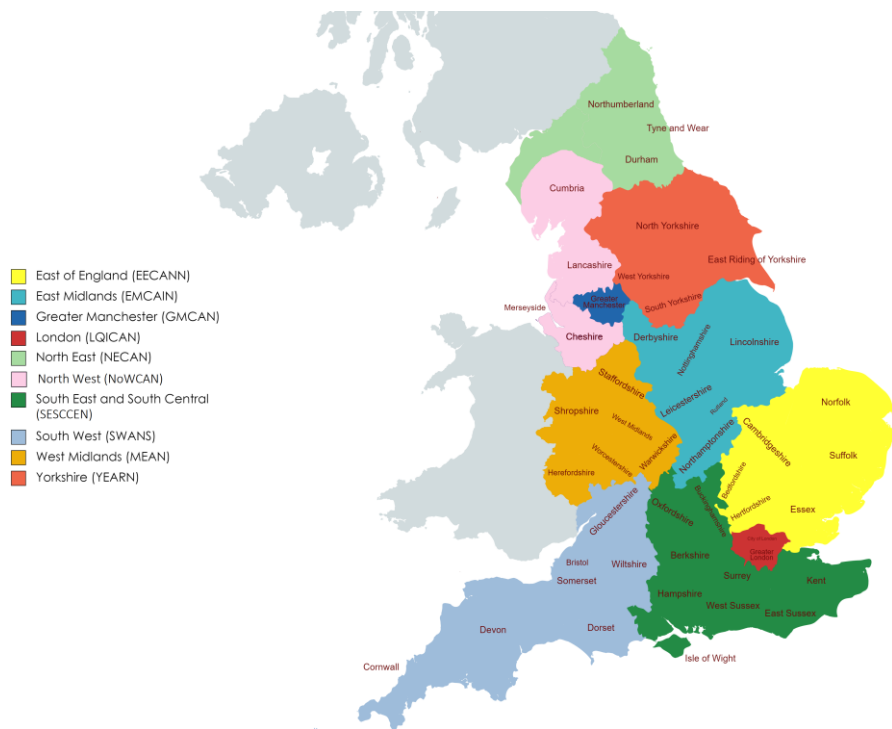 East of England (EECANN)
East Midlands (EMCAIN)
Greater Manchester (GMCAN)
London (LQICAN)
North East (NECAN)
North West (NoWCAN)
South East and South Central
(SESCCEN)
South West (SWANS)
West Midlands (MEAN)
Yorkshire (YEARN)
Northumberland
Tyne and Wear
Durham
Cumbria
North Yorkshire
East Riding of Yorkshire
Lancashire
West Yorkshire
South Yorkshire
Merseyside
Greater
Manchester
Cheshire
Derbyshire
Nottinghamshire
Lincolnshire
Staffordshire
Leicestershire
Rutland
Norfolk
Shropshire
West Midlands
Northamptonshire
Cambridgeshire
Suffolk
Herefordshire
Worcestershire
Warwickshire
Bedfordshire
Hertfordshire
Essex
Gloucestershire
Oxfordshire
Buckinghamshire
Greater
London
Bristol
Wiltshire
Berkshire
Somerset
Surrey
Kent
Hampshire
West Sussex
East Sussex
Devon
Dorset
Cornwall
Isle of Wight